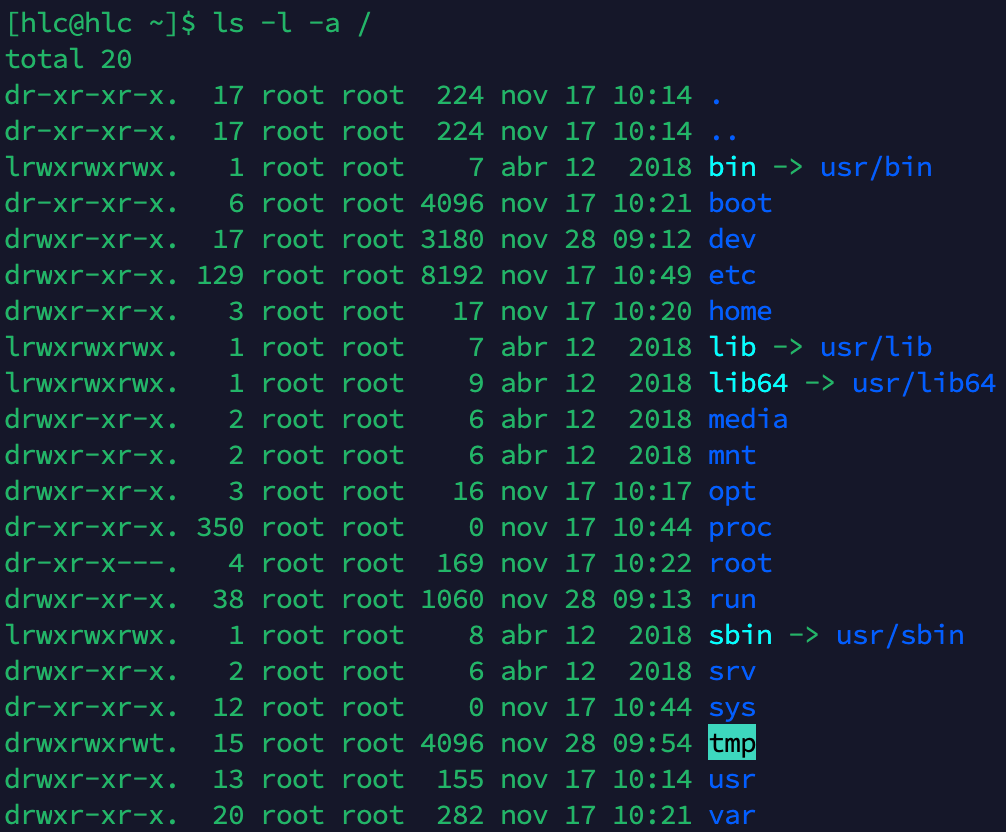 [hlc@hlc ~]$ ls -l -a /
total 20
dr-xr-xr-x.  17 root root  224 nov 17 10:14 .
dr-xr-xr-x.  17 root root  224 nov 17 10:14 ..
lrwxrwxrwx.   1 root root    7 abr 12  2018 bin -> usr/bin
dr-xr-xr-x.   6 root root 4096 nov 17 10:21 boot
drwxr-xr-x.  17 root root 3180 nov 28 09:12 dev
drwxr-xr-x. 129 root root 8192 nov 17 10:49 etc
drwxr-xr-x.   3 root root   17 nov 17 10:20 home
lrwxrwxrwx.   1 root root    7 abr 12  2018 lib -> usr/lib
lrwxrwxrwx.   1 root root    9 abr 12  2018 lib64 -> usr/lib64
drwxr-xr-x.   2 root root    6 abr 12  2018 media
drwxr-xr-x.   2 root root    6 abr 12  2018 mnt
drwxr-xr-x.   3 root root   16 nov 17 10:17 opt
dr-xr-xr-x. 350 root root    0 nov 17 10:44 proc
dr-xr-x---.   4 root root  169 nov 17 10:22 root
drwxr-xr-x.  38 root root 1060 nov 28 09:13 run
lrwxrwxrwx.   1 root root    8 abr 12  2018 sbin -> usr/sbin
drwxr-xr-x.   2 root root    6 abr 12  2018 srv
dr-xr-xr-x.  12 root root    0 nov 17 10:44 sys
drwxrwxrwt.  15 root root 4096 nov 28 09:54 tmp
drwxr-xr-x.  13 root root  155 nov 17 10:14 usr
drwxr-xr-x.  20 root root  282 nov 17 10:21 var